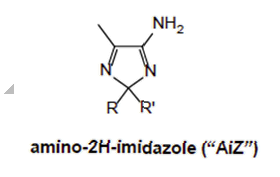 NH₂
N N
R R'
amino-2H-imidazole ("AiZ")